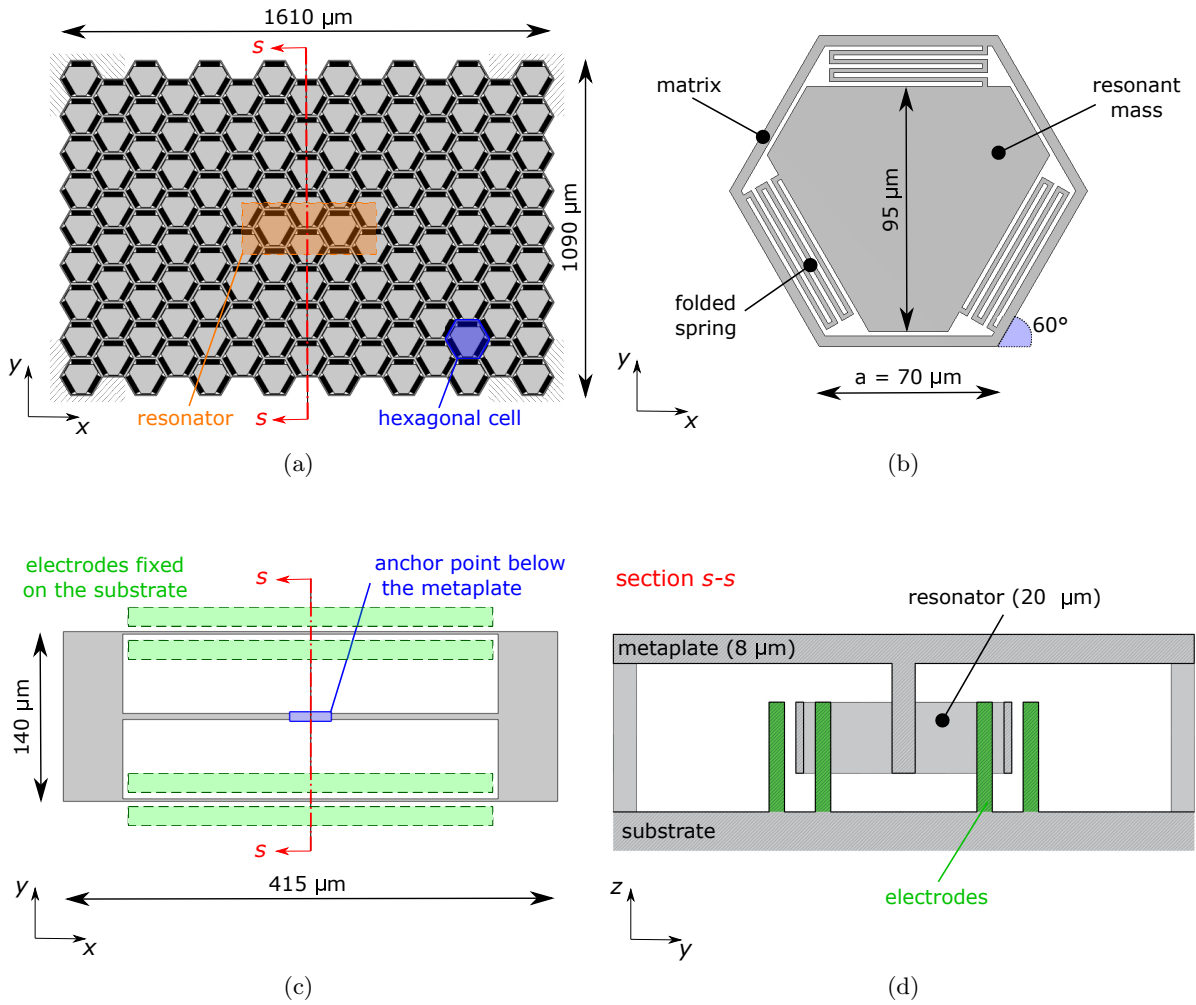 1610 µm
s
1090 µm
y
x
s
resonator
hexagonal cell
(a)
matrix
resonant
mass
95 µm
folded
spring
60°
a = 70 µm
y
x
(b)
electrodes fixed
on the substrate
anchor point below
the metaplate
s
140 µm
s
415 µm
y
x
(c)
section s-s
resonator (20 µm)
metaplate (8 µm)
substrate
electrodes
z
y
(d)